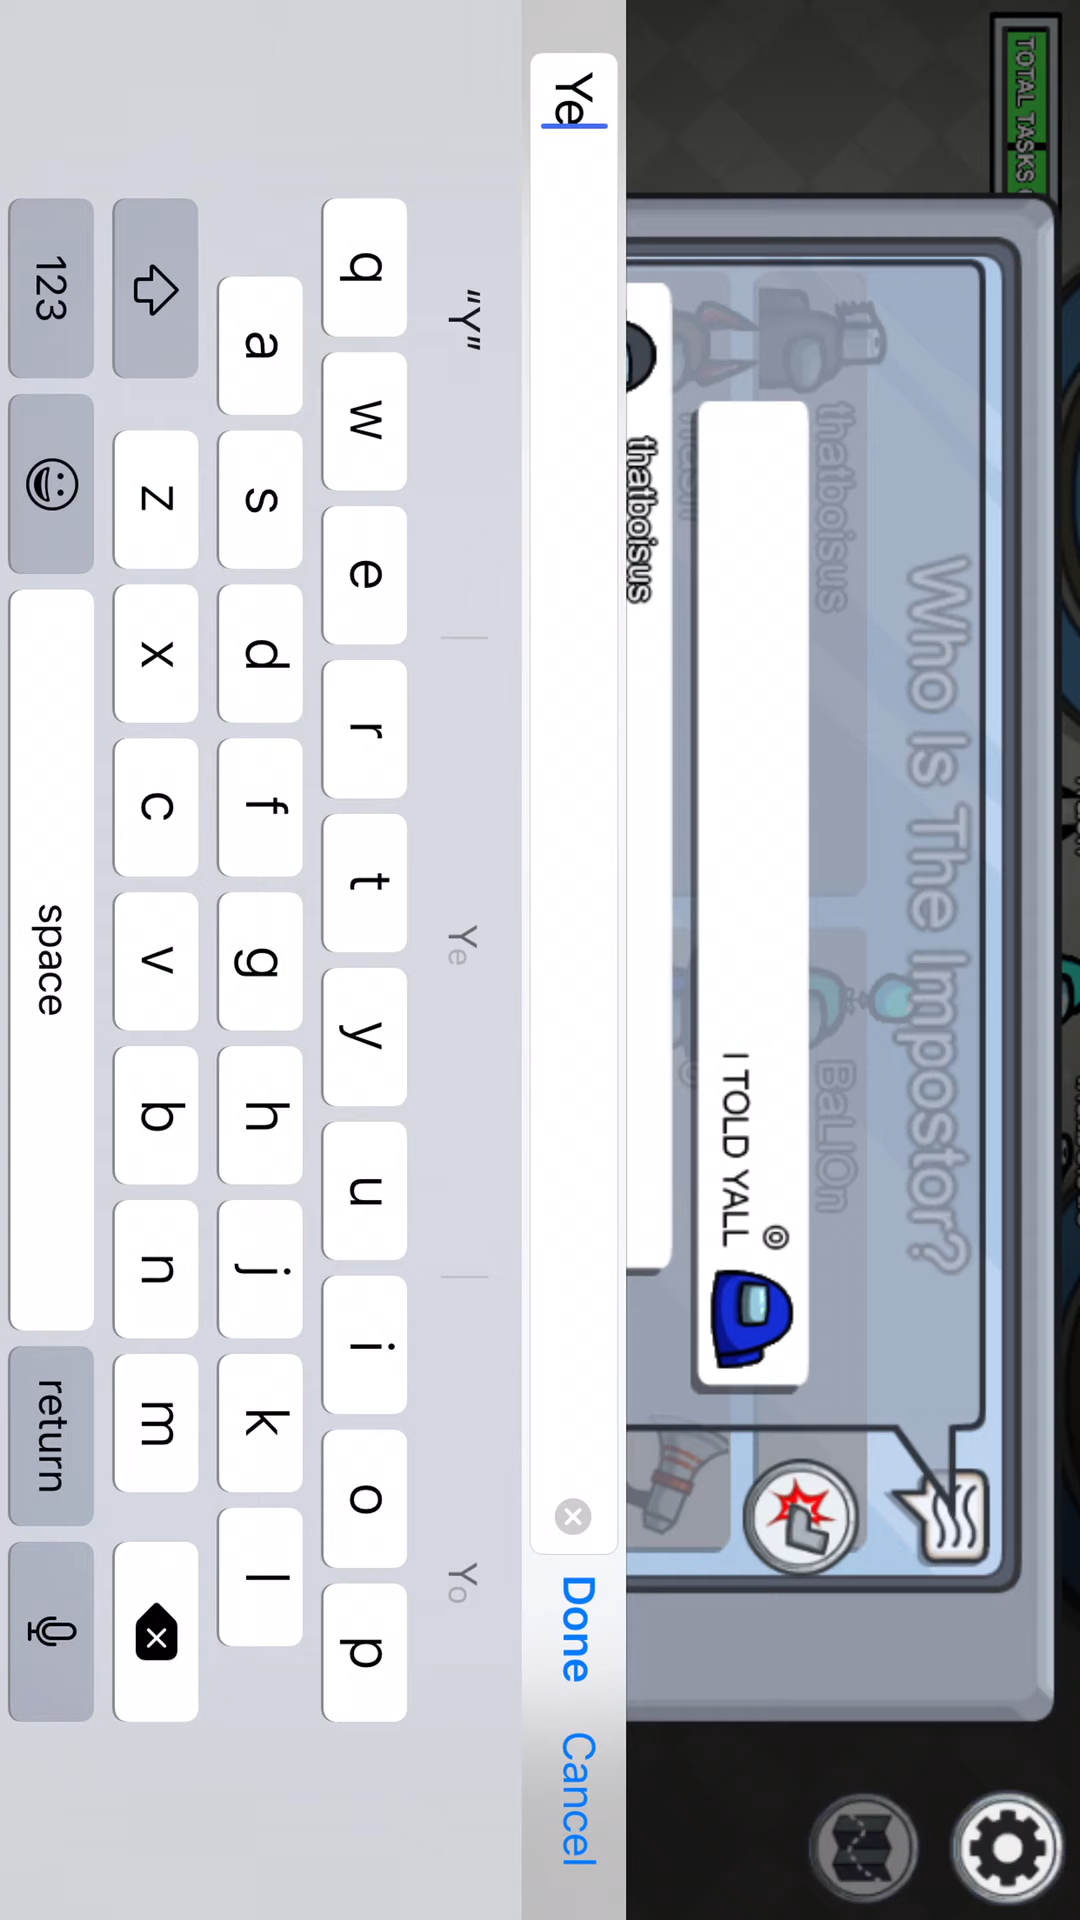 TOTAL TASKS
Who Is The Impostor?
thatboisus
BaLIOn
I TOLD YALL
thatboisus
Ye
Done
Cancel
"Y"
Ye
Yo
q w e r t y u i o p
a s d f g h j k l
z x c v b n m
123
space
return